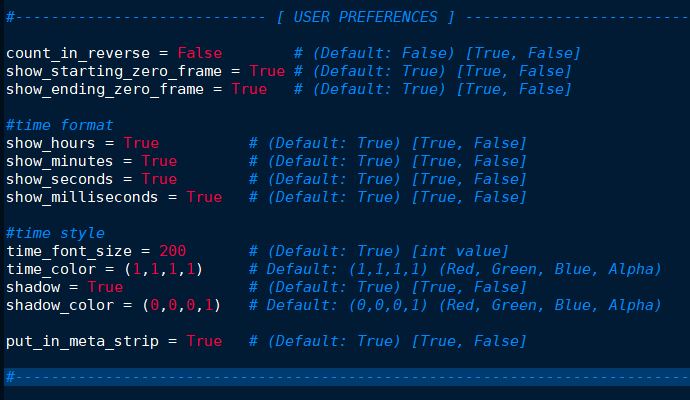 #---------------------------- [ USER PREFERENCES ] -------------------------
count_in_reverse = False        # (Default: False) [True, False]
show_starting_zero_frame = True # (Default: True) [True, False]
show_ending_zero_frame = True   # (Default: True) [True, False]
#time format
show_hours = True          # (Default: True) [True, False]
show_minutes = True        # (Default: True) [True, False]
show_seconds = True        # (Default: True) [True, False]
show_milliseconds = True   # (Default: True) [True, False]
#time style
time_font_size = 200       # (Default: True) [int value]
time_color = (1,1,1,1)     # Default: (1,1,1,1) (Red, Green, Blue, Alpha)
shadow = True              # (Default: True) [True, False]
shadow_color = (0,0,0,1)   # Default: (0,0,0,1) (Red, Green, Blue, Alpha)
put_in_meta_strip = True   # (Default: True) [True, False]
#---------------------------------------------------------------------------